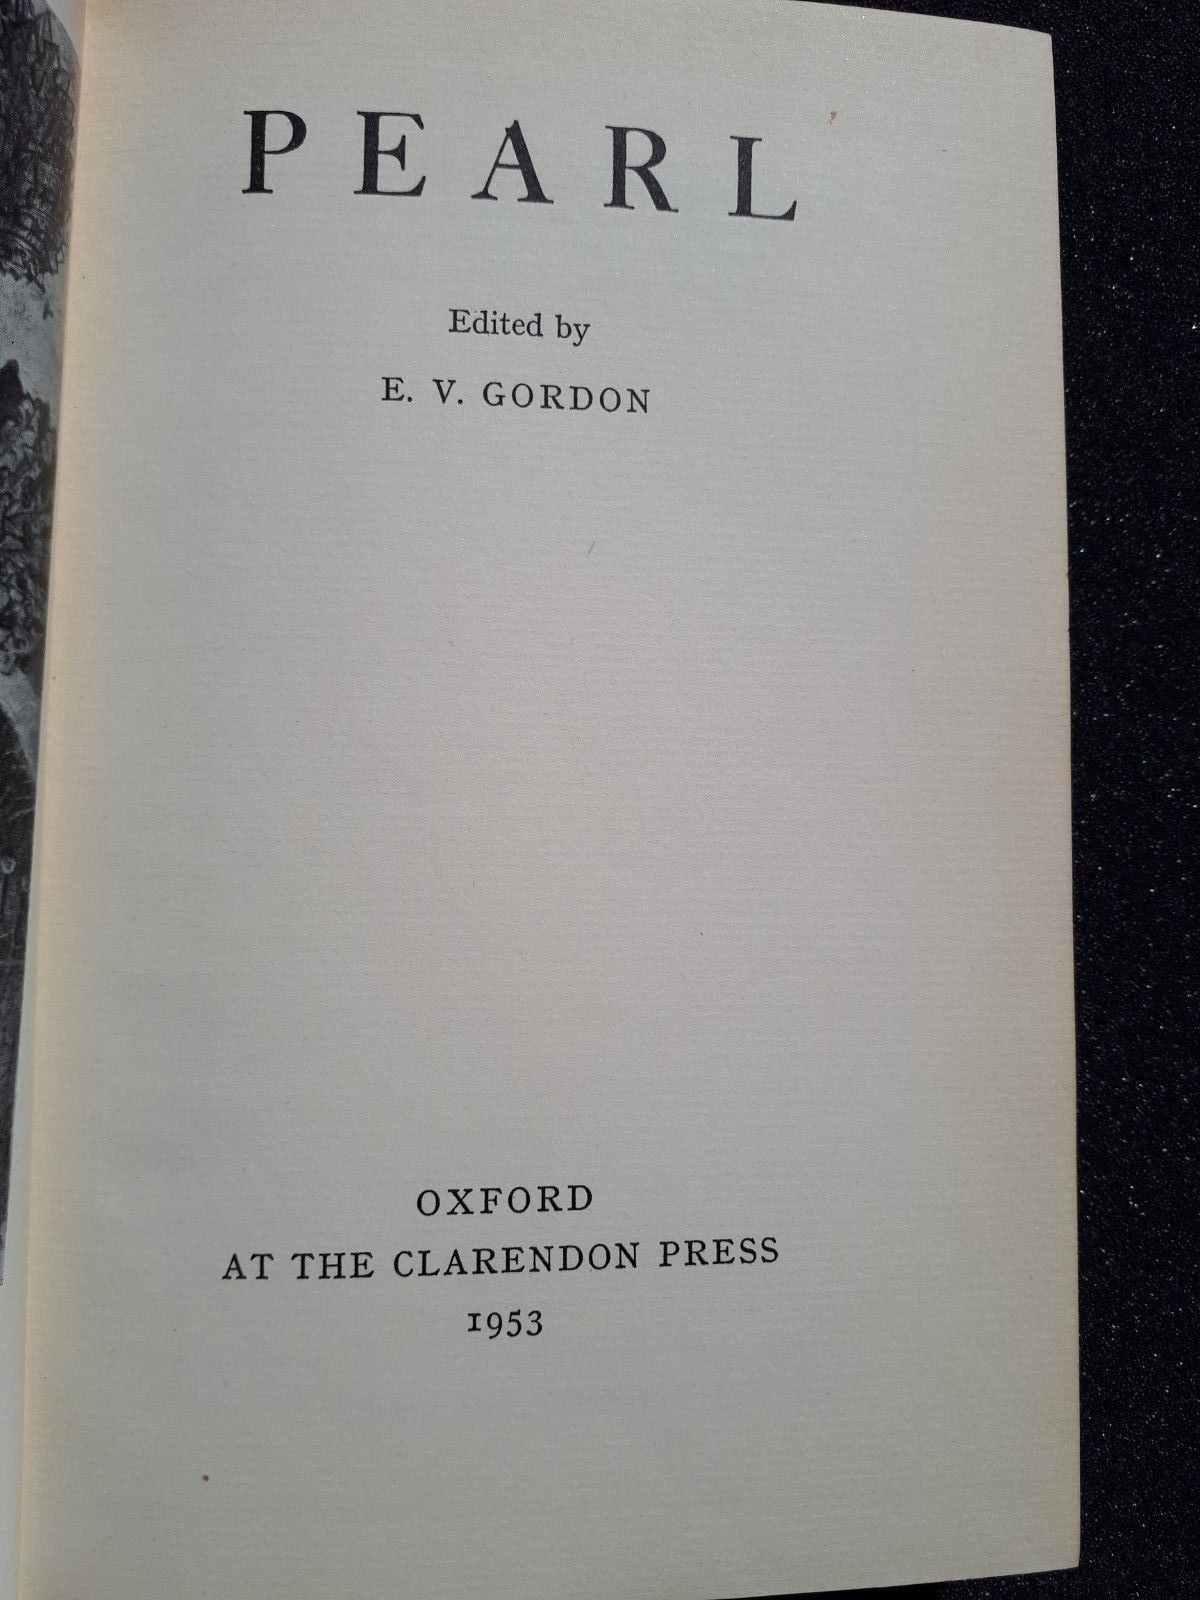 PEARL
Edited by
E. V. GORDON
OXFORD
AT THE CLARENDON PRESS
1953